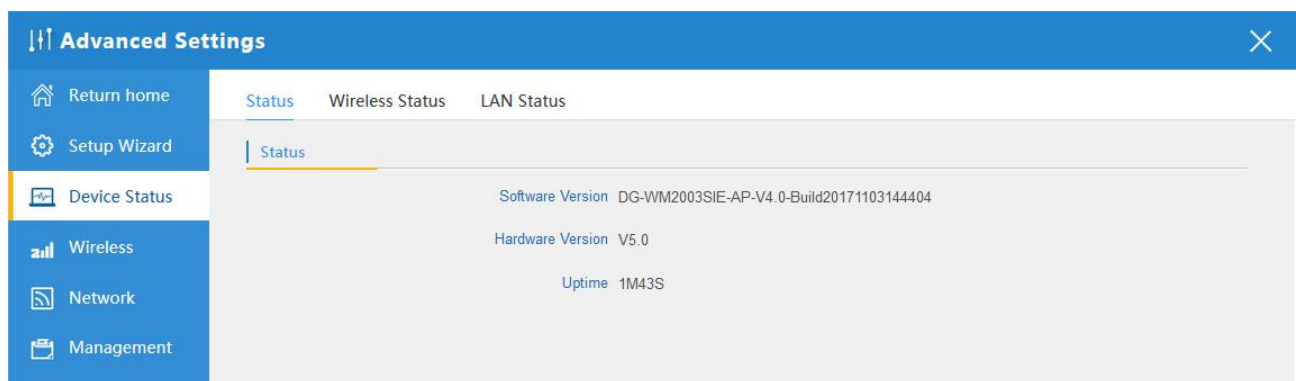 Advanced Settings
Return home
Setup Wizard
Device Status
Wireless
Network
Management
Status Wireless Status LAN Status
Status
Software Version DG-WM2003SIE-AP-V4.0-Build20171103144404
Hardware Version V5.0
Uptime 1M43S